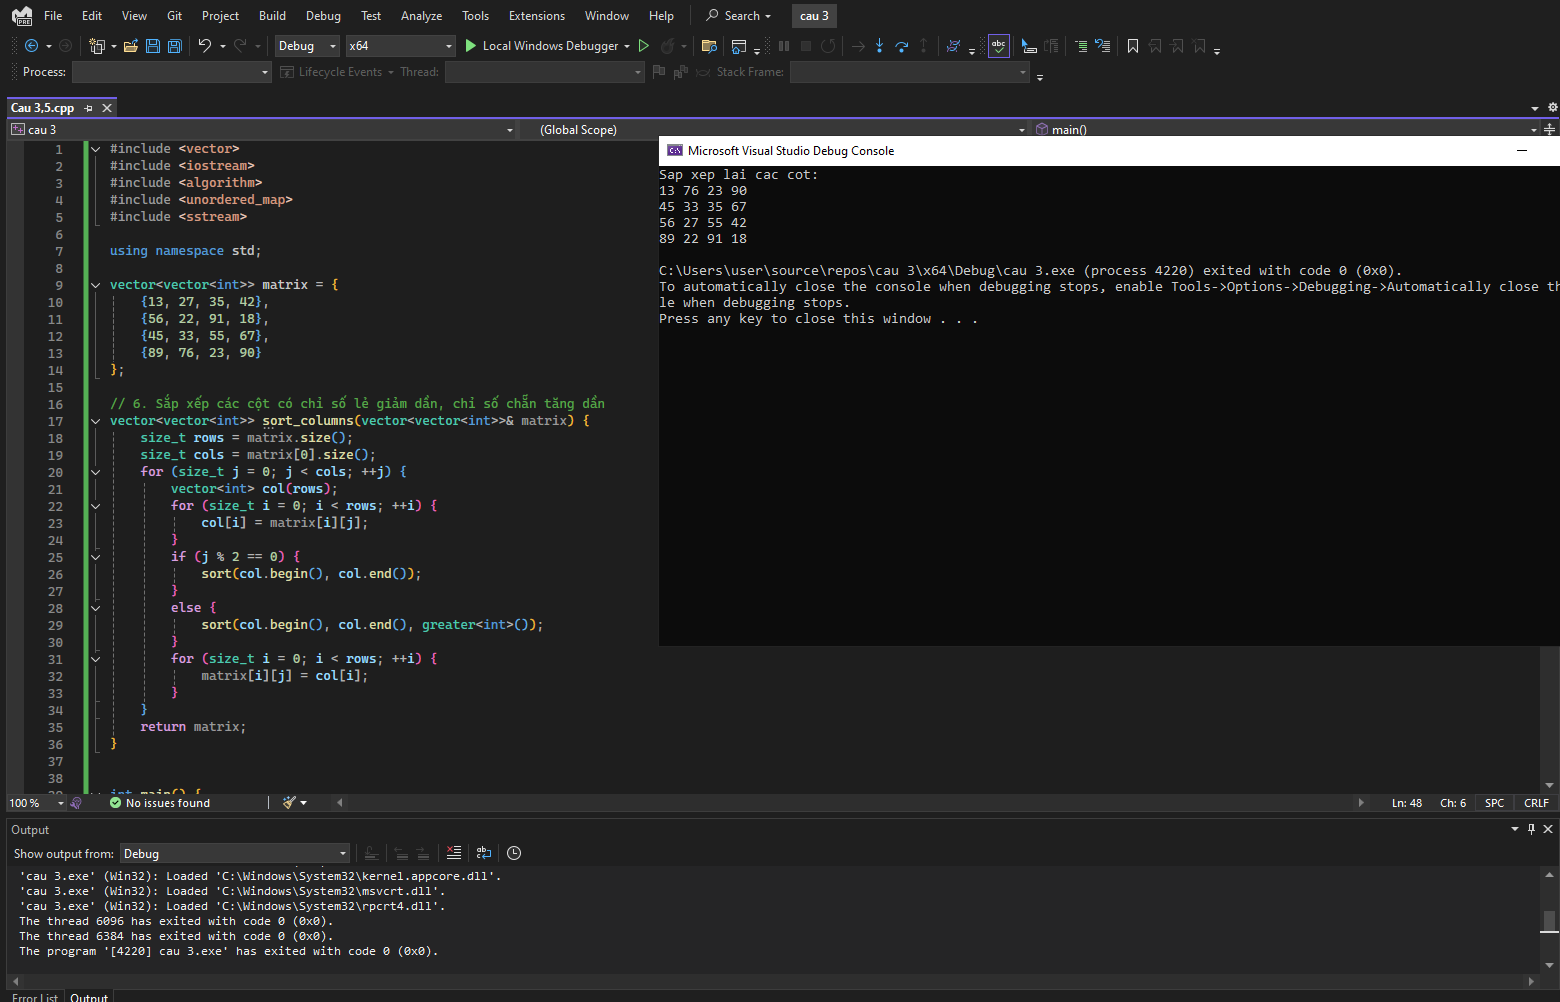 PRE File Edit View Git Project Build Debug Test Analyze Tools Extensions Window Help Search cau 3
Debug x64 Local Windows Debugger abc
Process: Lifecycle Events Thread: Stack Frame:
Cau 3,5.cpp
cau 3 (Global Scope) main()
1 #include <vector>
2 #include <iostream>
3 #include <algorithm>
4 #include <unordered_map>
5 #include <sstream>
6
7 using namespace std;
8
9 vector<vector<int>> matrix = {
10 {13, 27, 35, 42},
11 {56, 22, 91, 18},
12 {45, 33, 55, 67},
13 {89, 76, 23, 90}
14 };
15
16 // 6. Sắp xếp các cột có chỉ số lẻ giảm dần, chỉ số chẵn tăng dần
17 vector<vector<int>> sort_columns(vector<vector<int>>& matrix) {
18 size_t rows = matrix.size();
19 size_t cols = matrix[0].size();
20 for (size_t j = 0; j < cols; ++j) {
21 vector<int> col(rows);
22 for (size_t i = 0; i < rows; ++i) {
23 col[i] = matrix[i][j];
24 }
25 if (j % 2 == 0) {
26 sort(col.begin(), col.end());
27 }
28 else {
29 sort(col.begin(), col.end(), greater<int>());
30 }
31 for (size_t i = 0; i < rows; ++i) {
32 matrix[i][j] = col[i];
33 }
34 }
35 return matrix;
36 }
37
38
39 int main() {
Microsoft Visual Studio Debug Console
Sap xep lai cac cot:
13 76 23 90
45 33 35 67
56 27 55 42
89 22 91 18
C:\Users\user\source\repos\cau 3\x64\Debug\cau 3.exe (process 4220) exited with code 0 (0x0).
To automatically close the console when debugging stops, enable Tools->Options->Debugging->Automatically close th
le when debugging stops.
Press any key to close this window . . .
100 % No issues found Ln: 48 Ch: 6 SPC CRLF
Output
Show output from: Debug
'cau 3.exe' (Win32): Loaded 'C:\Windows\System32\kernel.appcore.dll'.
'cau 3.exe' (Win32): Loaded 'C:\Windows\System32\msvcrt.dll'.
'cau 3.exe' (Win32): Loaded 'C:\Windows\System32\rpcrt4.dll'.
The thread 6096 has exited with code 0 (0x0).
The thread 6384 has exited with code 0 (0x0).
The program '[4220] cau 3.exe' has exited with code 0 (0x0).
Error List Output